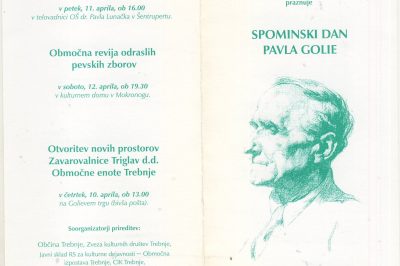 v petek, 11. aprila, ob 16.00
v telovadnici OŠ dr. Pavla Lunačka v Šentrupertu.
Območna revija odraslih
pevskih zborov
v soboto, 12. aprila, ob 19.30
v kulturnem domu v Mokronogu.
Otvoritev novih prostorov
Zavarovalnice Triglav d.d.
Območne enote Trebnje
v četrtek, 10. aprila, ob 13.00
na Golievem trgu (bivša pošta).
Soorganizatorji prireditev:
Občina Trebnje, Zveza kulturnih društev Trebnje,
Javni sklad RS za kulturne dejavnosti — Območna
izpostava Trebnje, CIK Trebnje,
praznuje
SPOMINSKI DAN
PAVLA GOLIE